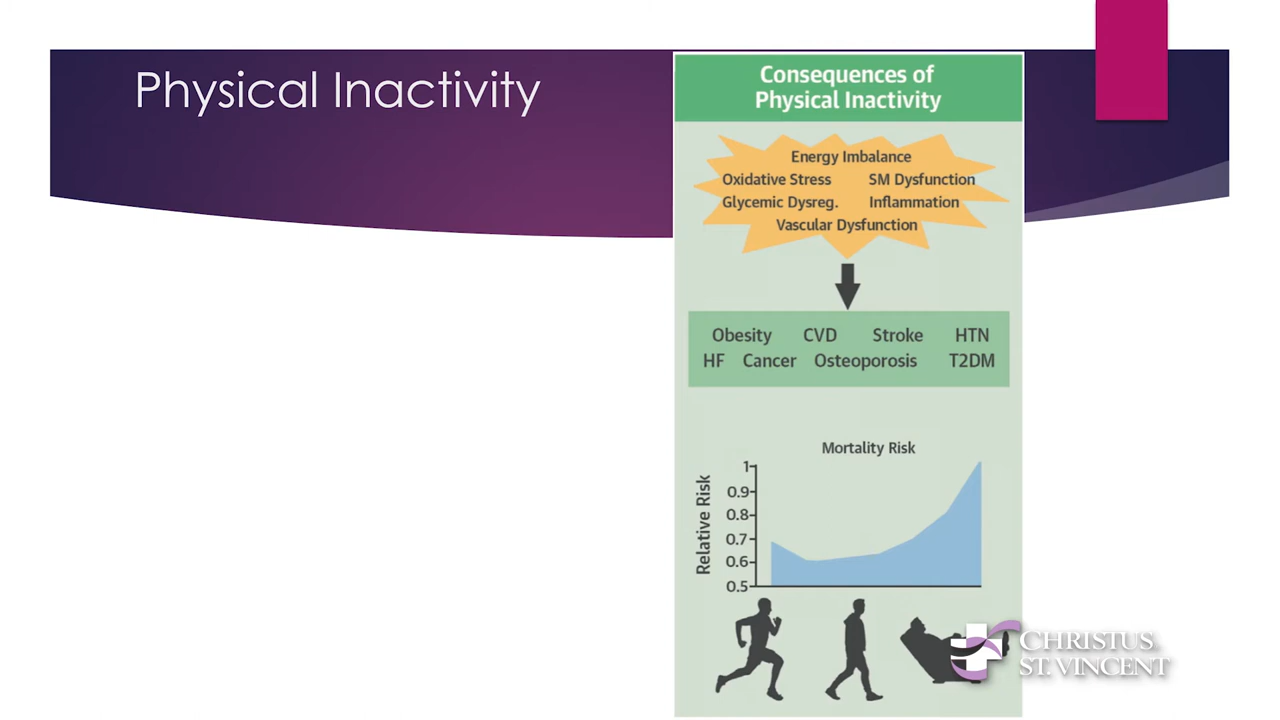 Physical Inactivity
Consequences of
Physical Inactivity
Energy Imbalance
Oxidative Stress SM Dysfunction
Glycemic Dysreg. Inflammation
Vascular Dysfunction
Obesity CVD Stroke HTN
HF Cancer Osteoporosis T2DM
Mortality Risk
Relative Risk
1
0.9
0.8
0.7
0.6
0.5
CHRISTUS.
ST. VINCENT